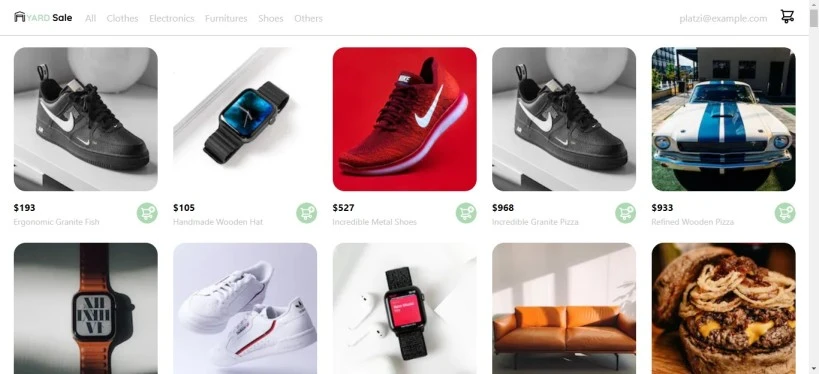 YARD Sale All Clothes Electronics Furnitures Shoes Others platzi@example.com
$193 $105 $527 $968 $933
Ergonomic Granite Fish Handmade Wooden Hat Incredible Metal Shoes Incredible Granite Pizza Refined Wooden Pizza